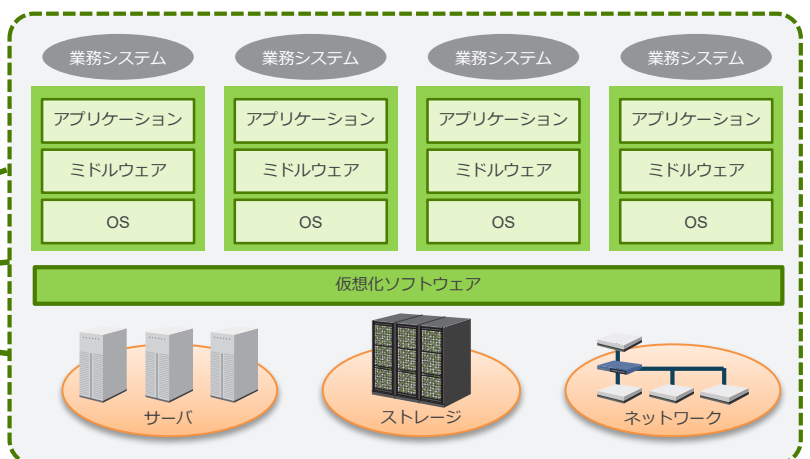 業務システム
業務システム
業務システム
業務システム
アプリケーション
アプリケーション
アプリケーション
アプリケーション
ミドルウェア
ミドルウェア
ミドルウェア
ミドルウェア
OS
OS
OS
OS
仮想化ソフトウェア
サーバ
ストレージ
ネットワーク